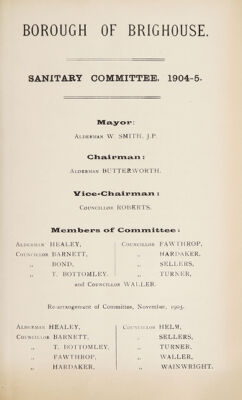 BOROUGH OF BRIGHOUSE.
SANITARY COMMITTEE, 1904-5.
Mayor:
ALDERMAN W. SMITH, J.P.
Chairman:
ALDERMAN BUTTERWORTH.
Vice-Chairman:
COUNCILLOR ROBERTS.
Members of Committee:
ALDERMAN HEALEY,
COUNCILLOR BARNETT,
„ BOND,
„ T. BOTTOMLEY,
COUNCILLOR FAWTHROP,
„ HARDAKER,
„ SELLERS,
„ TURNER,
and COUNCILLOR WALLER.
Re-arrangement of Committee, November, 1905.
ALDERMAN HEALEY,
COUNCILLOR BARNETT,
„ T. BOTTOMLEY,
„ FAWTHROP,
„ HARDAKER,
COUNCILLOR HELM,
„ SELLERS,
„ TURNER,
„ WALLER,
„ WAINWRIGHT.